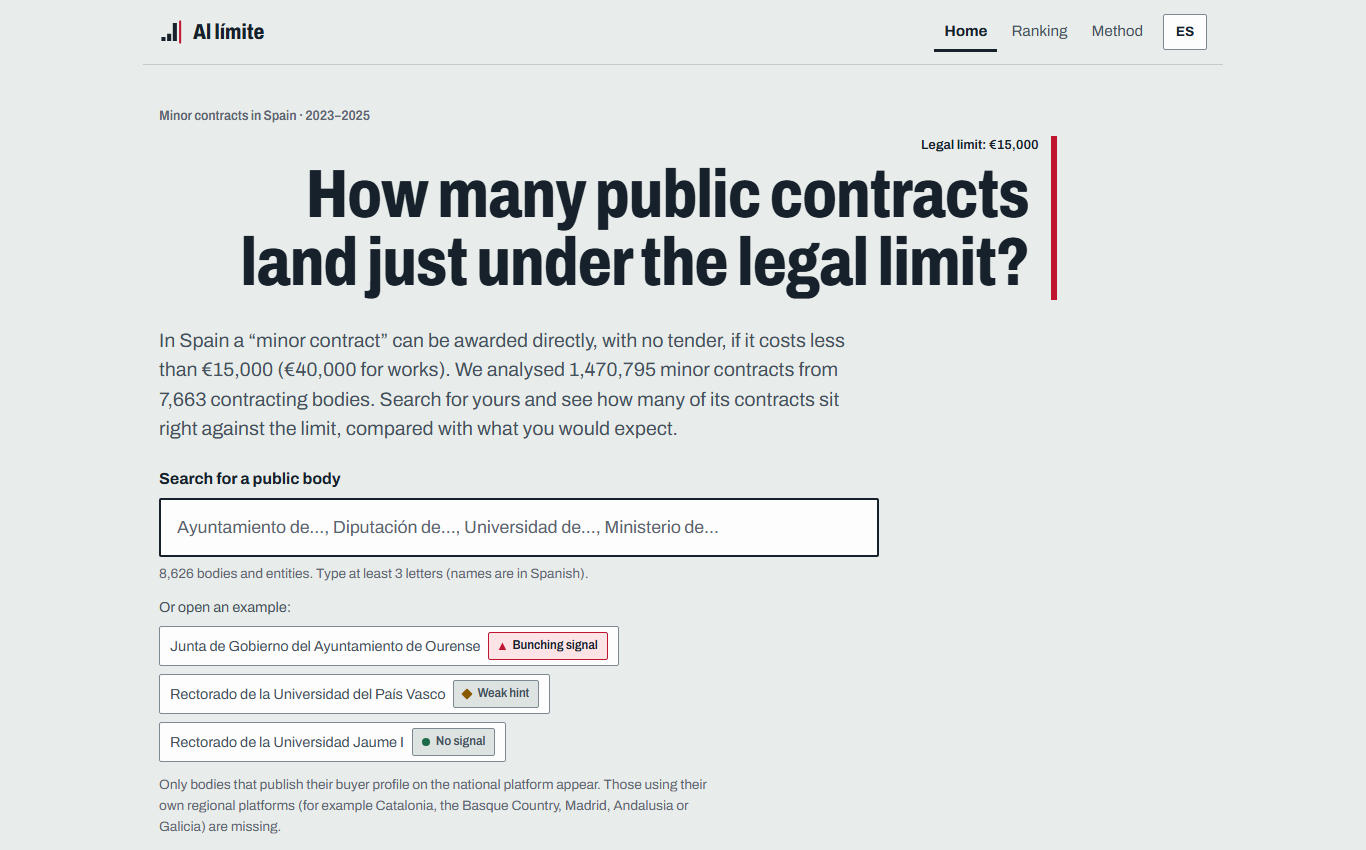 Al límite
Home
Ranking
Method
ES
Minor contracts in Spain · 2023–2025
Legal limit: €15,000
How many public contracts
land just under the legal limit?
In Spain a “minor contract” can be awarded directly, with no tender, if it costs less
than €15,000 (€40,000 for works). We analysed 1,470,795 minor contracts from
7,663 contracting bodies. Search for yours and see how many of its contracts sit
right against the limit, compared with what you would expect.
Search for a public body
Ayuntamiento de…, Diputación de…, Universidad de…, Ministerio de…
8,626 bodies and entities. Type at least 3 letters (names are in Spanish).
Or open an example:
Junta de Gobierno del Ayuntamiento de Ourense ▲ Bunching signal
Rectorado de la Universidad del País Vasco ◆ Weak hint
Rectorado de la Universidad Jaume I ● No signal
Only bodies that publish their buyer profile on the national platform appear. Those using their
own regional platforms (for example Catalonia, the Basque Country, Madrid, Andalusia or
Galicia) are missing.